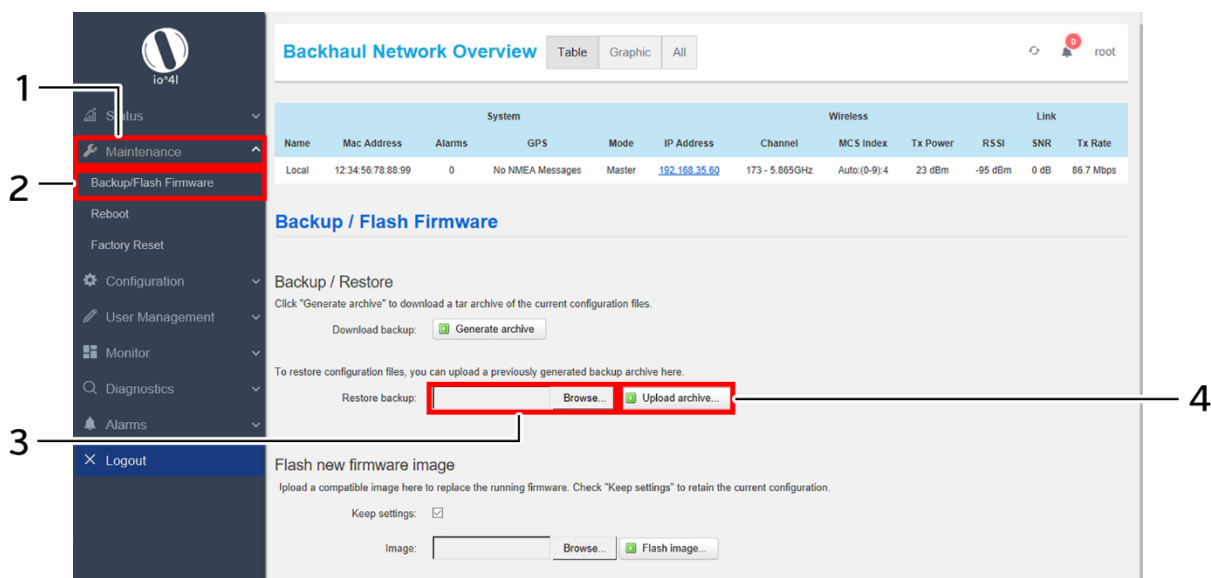 io*4l
Backhaul Network Overview Table Graphic All 0 root
1
Status
System Wireless Link
Maintenance
Name Mac Address Alarms GPS Mode IP Address Channel MCS Index Tx Power RSSI SNR Tx Rate
Local 12:34:56:78:88:99 0 No NMEA Messages Master 192.168.35.60 173 - 5.865GHz Auto:(0-9):4 23 dBm -95 dBm 0 dB 86.7 Mbps
2
Backup/Flash Firmware
Reboot
Factory Reset
Backup / Flash Firmware
Configuration
Backup / Restore
Click "Generate archive" to download a tar archive of the current configuration files.
User Management
Download backup: Generate archive
Monitor
To restore configuration files, you can upload a previously generated backup archive here.
Diagnostics
Restore backup: Browse... Upload archive...
4
Alarms
3
Logout
Flash new firmware image
Ipload a compatible image here to replace the running firmware. Check "Keep settings" to retain the current configuration.
Keep settings:
Image: Browse... Flash image...